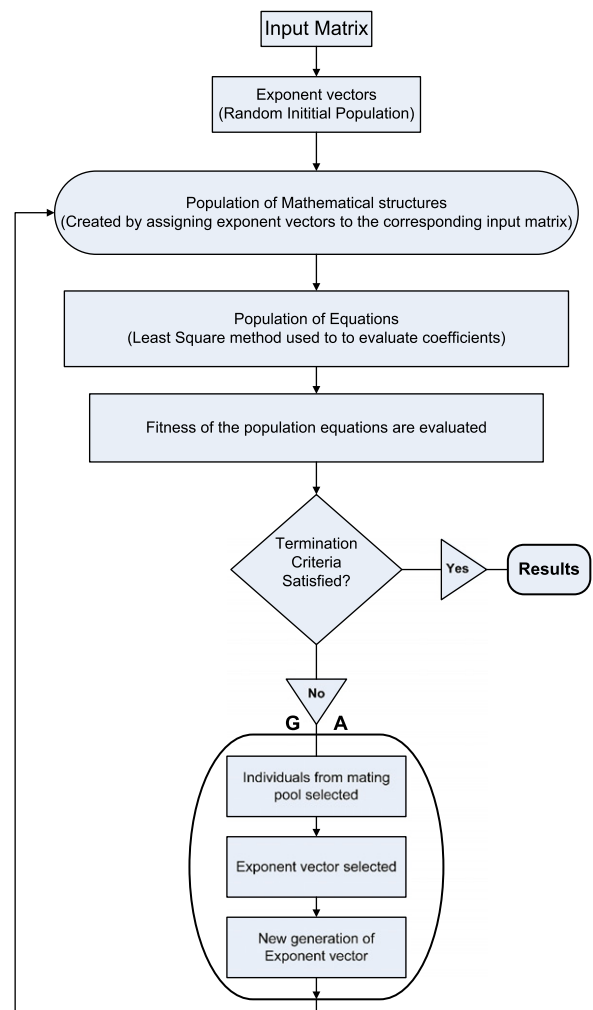 Input Matrix
Exponent vectors
(Random Inititial Population)
Population of Mathematical structures
(Created by assigning exponent vectors to the corresponding input matrix)
Population of Equations
(Least Square method used to to evaluate coefficients)
Fitness of the population equations are evaluated
Termination
Criteria
Satisfied?
Yes
Results
No
G A
Individuals from mating
pool selected
Exponent vector selected
New generation of
Exponent vector